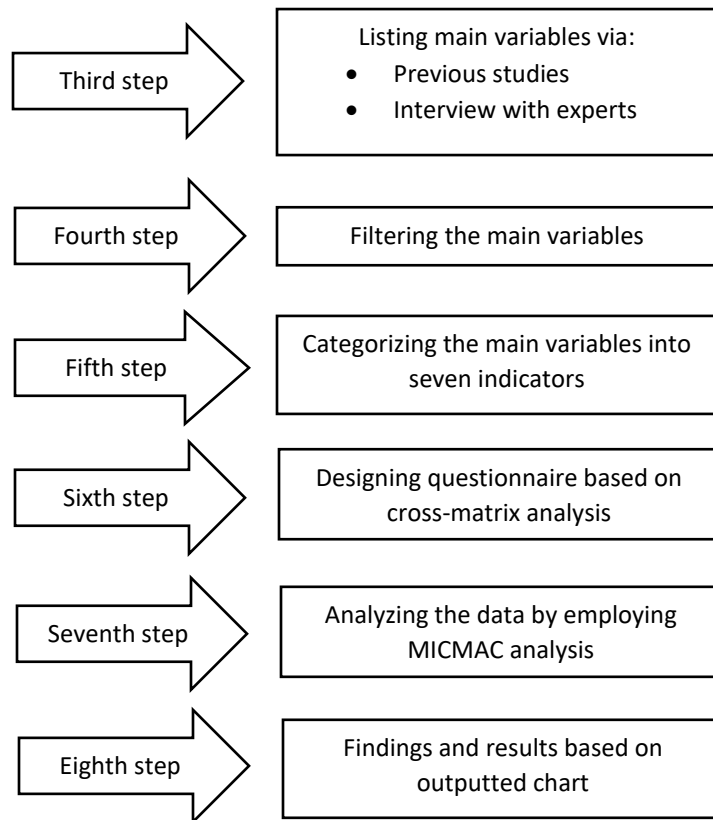 Third step
Listing main variables via:
• Previous studies
• Interview with experts
Fourth step
Filtering the main variables
Fifth step
Categorizing the main variables into
seven indicators
Sixth step
Designing questionnaire based on
cross-matrix analysis
Seventh step
Analyzing the data by employing
MICMAC analysis
Eighth step
Findings and results based on
outputted chart